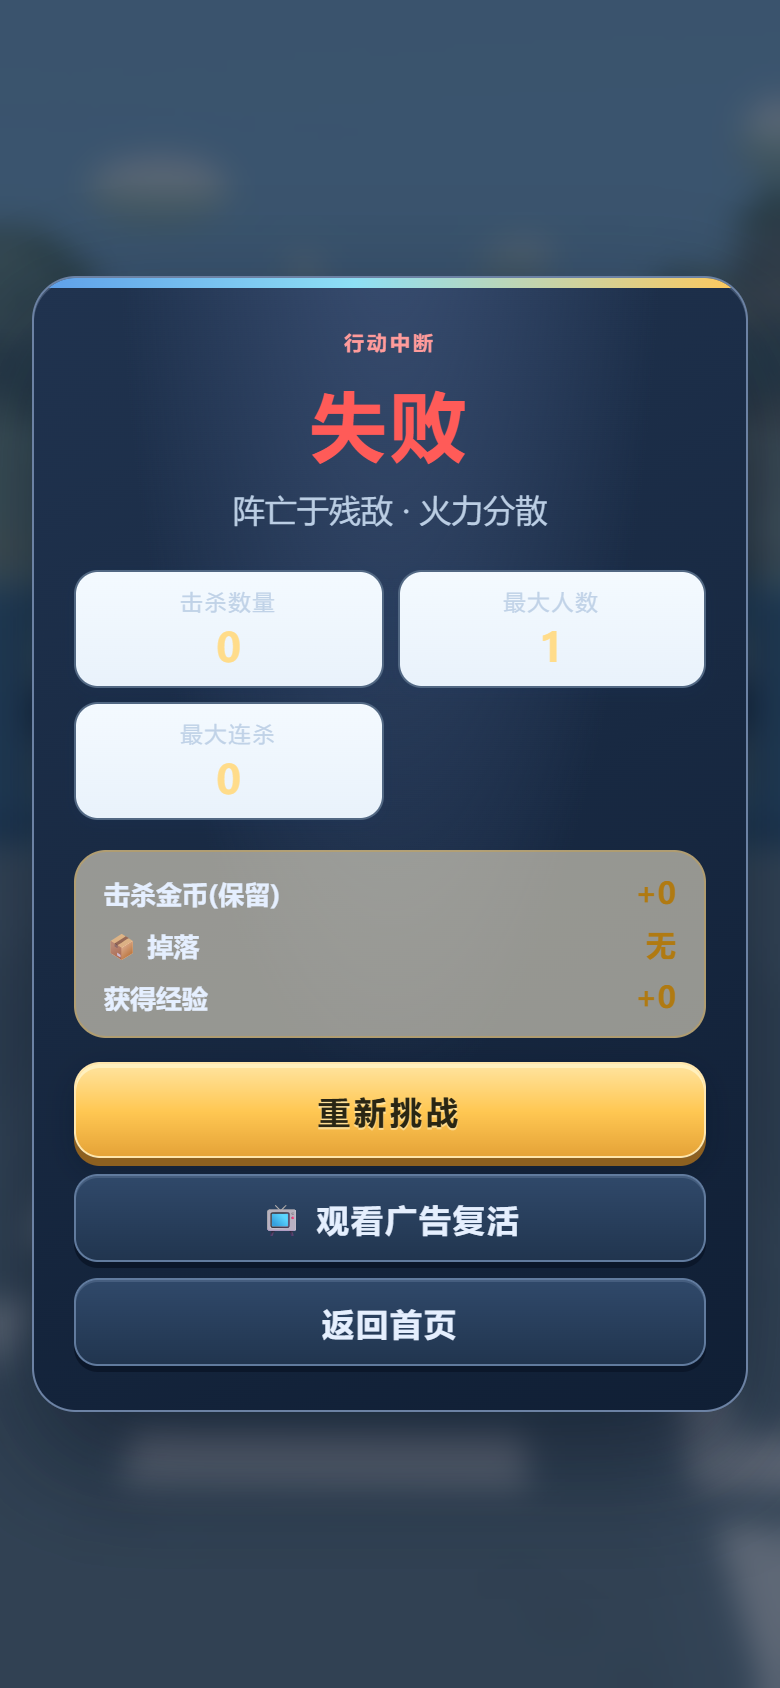 行动中断
失败
阵亡于残敌 · 火力分散
击杀数量
0
最大人数
1
最大连杀
0
击杀金币(保留) +0
掉落 无
获得经验 +0
重新挑战
观看广告复活
返回首页